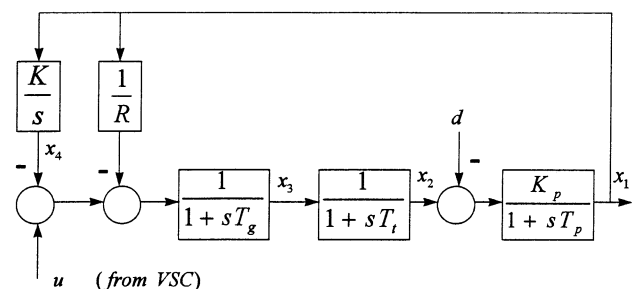 K
s
1
R
x4
d
x3
x2
x1
1
1 + sTg
1
1 + sTt
Kp
1 + sTp
u (from VSC)